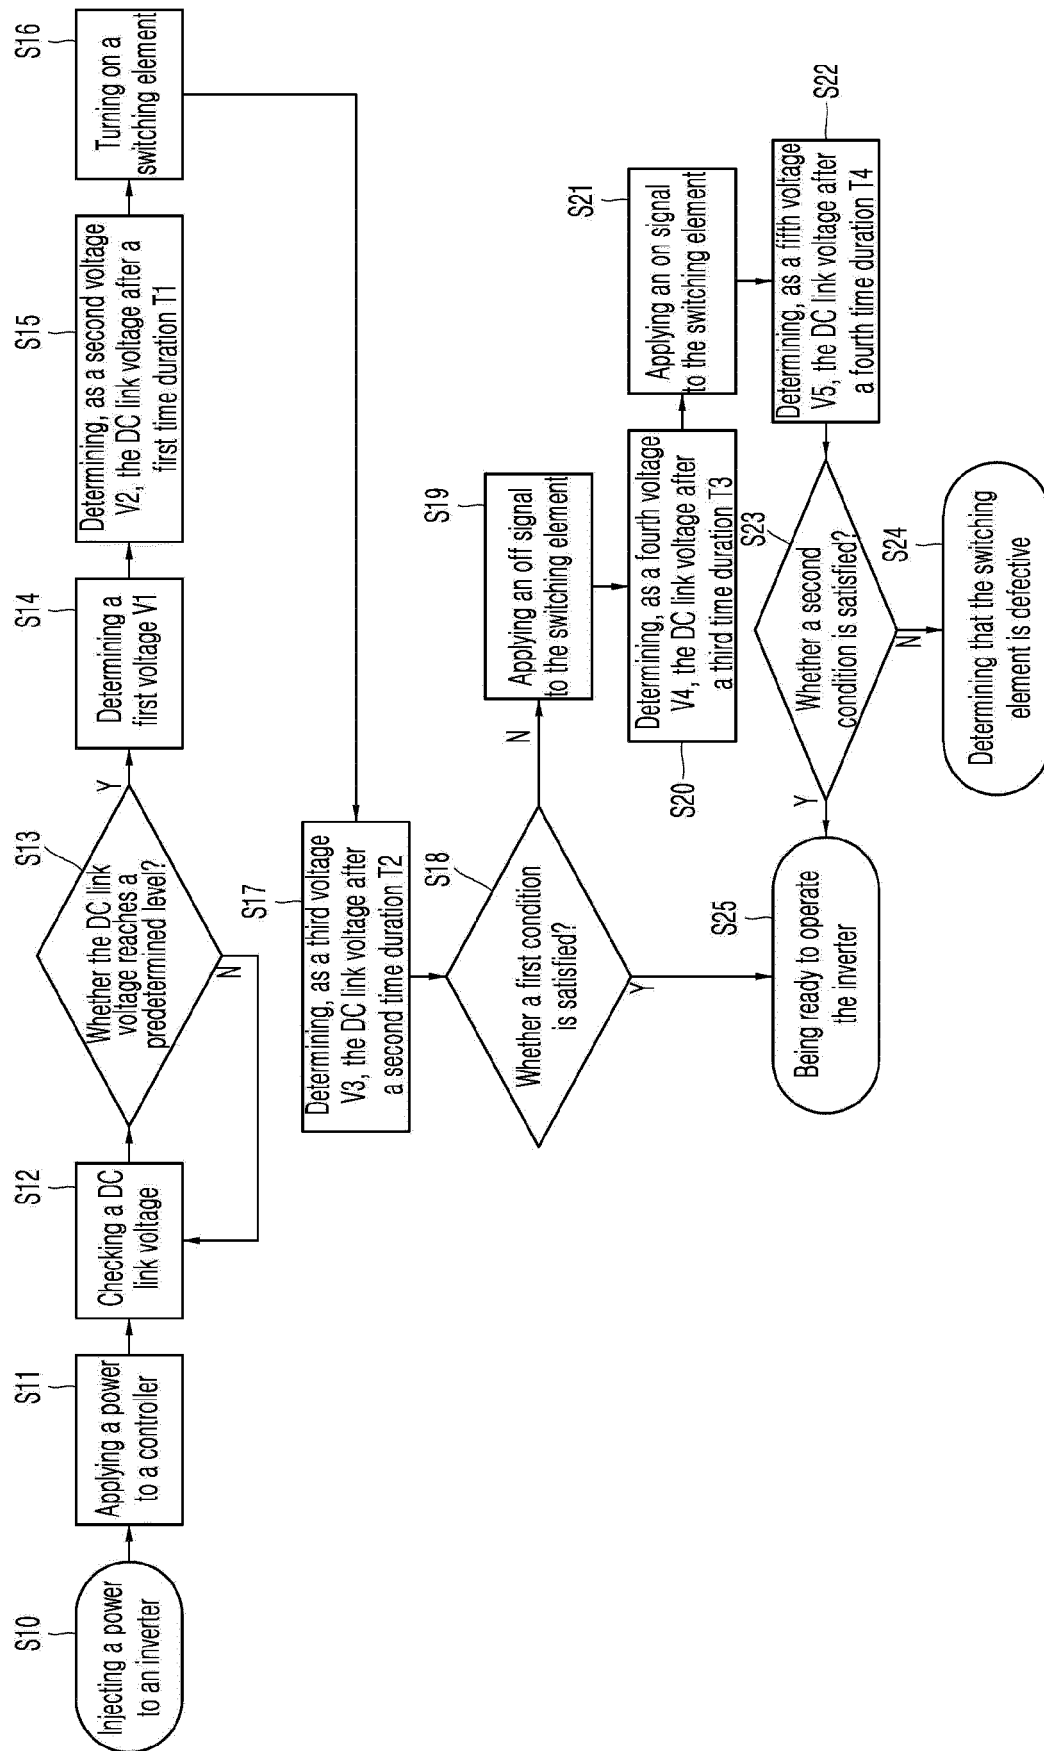 S10
Injecting a power
to an inverter
S11
Applying a power
to a controller
S12
Checking a DC
link voltage
S13
Whether the DC link
voltage reaches a
predetermined level?
Y
N
S14
Determining a
first voltage V1
S15
Determining, as a second voltage
V2, the DC link voltage after a
first time duration T1
S16
Turning on a
switching element
S17
Determining, as a third voltage
V3, the DC link voltage after
a second time duration T2
S18
Whether a first condition
is satisfied?
N
Y
S19
Applying an off signal
to the switching element
S20
Determining, as a fourth voltage
V4, the DC link voltage after
a third time duration T3
S21
Applying an on signal
to the switching element
S22
Determining, as a fifth voltage
V5, the DC link voltage after
a fourth time duration T4
S23
Whether a second
condition is satisfied?
Y
N
S24
Determining that the switching
element is defective
S25
Being ready to operate
the inverter